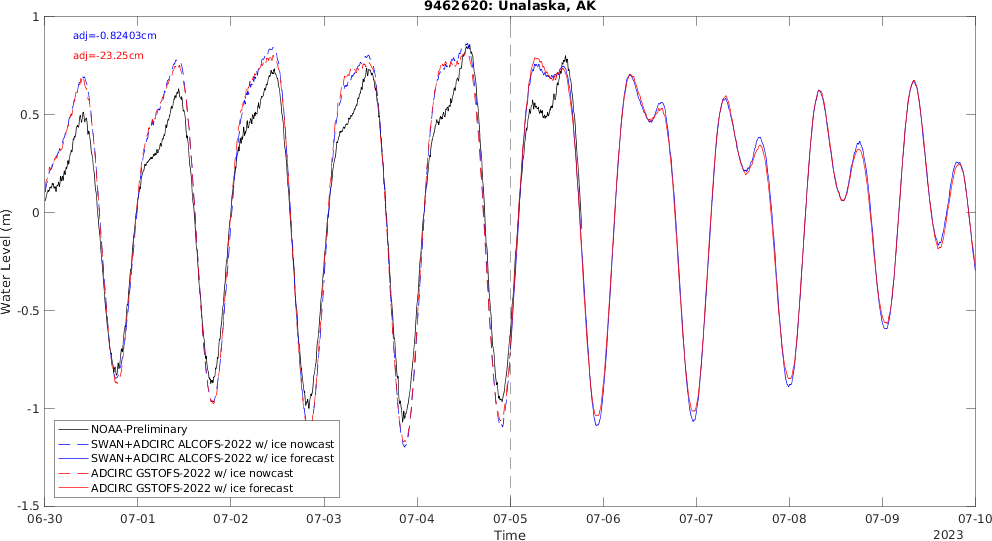 9462620: Unalaska, AK
adj=-0.82403cm
adj=-23.25cm
Water Level (m)
1
0.5
0
-0.5
-1
-1.5
NOAA-Preliminary
SWAN+ADCIRC ALCOFS-2022 w/ ice nowcast
SWAN+ADCIRC ALCOFS-2022 w/ ice forecast
ADCIRC GSTOFS-2022 w/ ice nowcast
ADCIRC GSTOFS-2022 w/ ice forecast
06-30 07-01 07-02 07-03 07-04 07-05 07-06 07-07 07-08 07-09 07-10
Time
2023